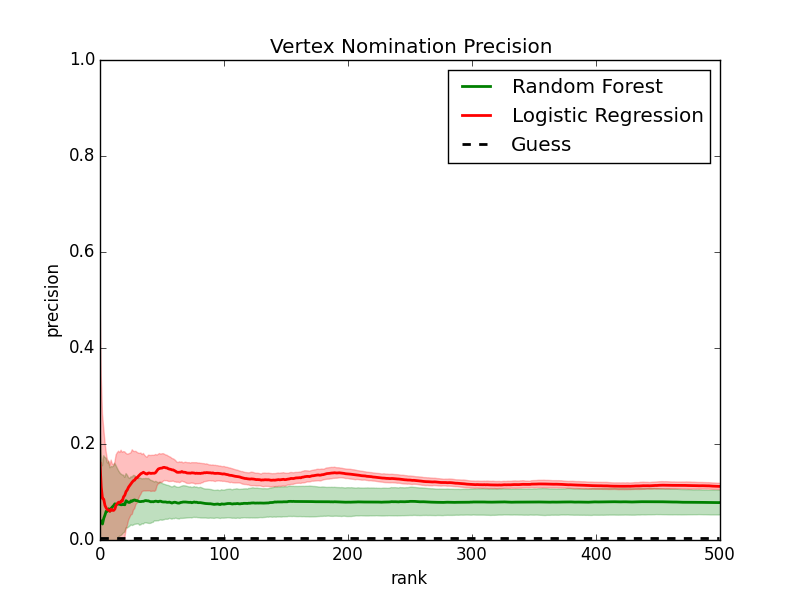 Vertex Nomination Precision
Random Forest
Logistic Regression
Guess
precision
1.0
0.8
0.6
0.4
0.2
0.0
0
100
200
300
400
500
rank